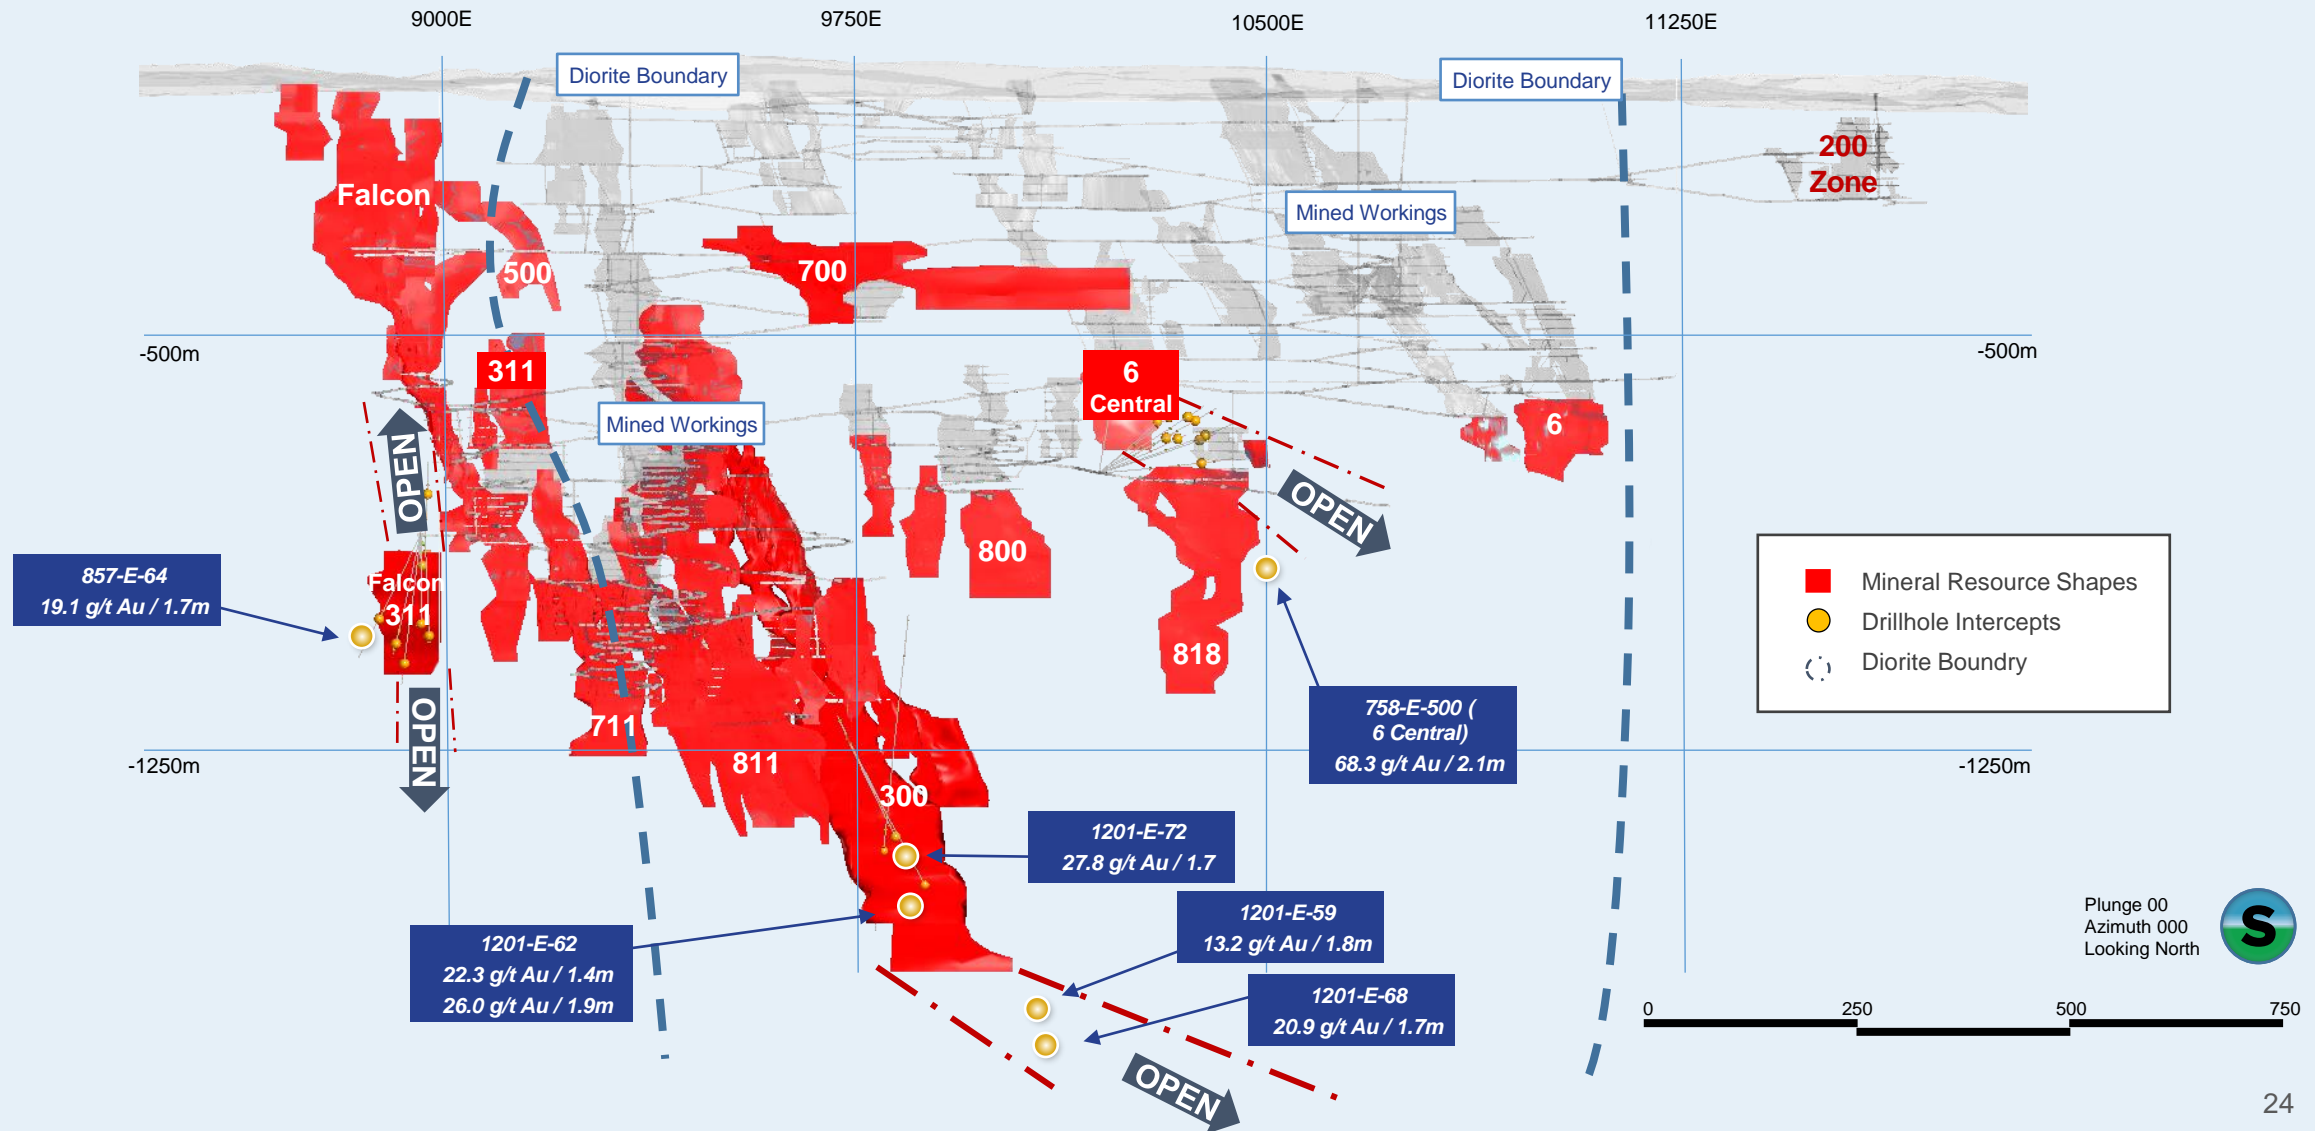 9000E
9750E
10500E
11250E
Diorite Boundary
Diorite Boundary
200
Zone
Falcon
Mined Workings
500
700
-500m
-500m
311
6
Central
Mined Workings
6
OPEN
OPEN
800
857-E-64
19.1 g/t Au / 1.7m
Falcon
311
Mineral Resource Shapes
Drillhole Intercepts
Diorite Boundry
818
OPEN
711
758-E-500 (
6 Central)
68.3 g/t Au / 2.1m
811
-1250m
-1250m
300
1201-E-72
27.8 g/t Au / 1.7
1201-E-62
22.3 g/t Au / 1.4m
26.0 g/t Au / 1.9m
1201-E-59
13.2 g/t Au / 1.8m
Plunge 00
Azimuth 000
Looking North
S
1201-E-68
20.9 g/t Au / 1.7m
0
250
500
750
OPEN
24